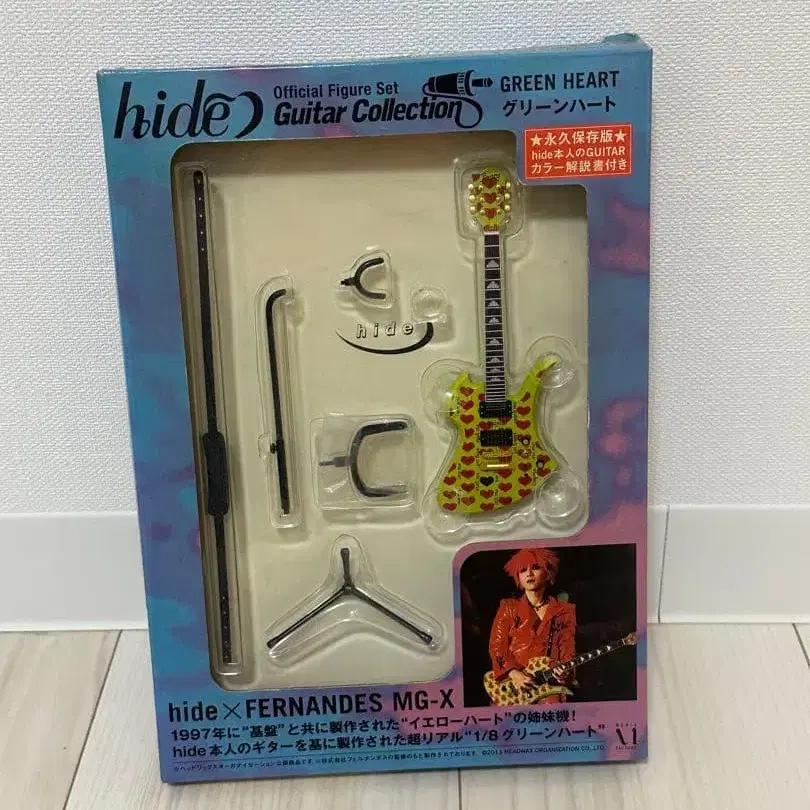 hide
Official Figure Set
Guitar Collection
GREEN HEART
グリーンハート
★永久保存版★
hide本人のGUITAR
カラー解説書付き
hide
hide×FERNANDES MG-X
1997年に"基盤"と共に製作された"イエローハート"の姉妹機!
hide本人のギターを基に製作された超リアル"1/8グリーンハート"
©2013 HEADWAX ORGANIZATION CO.,LTD.